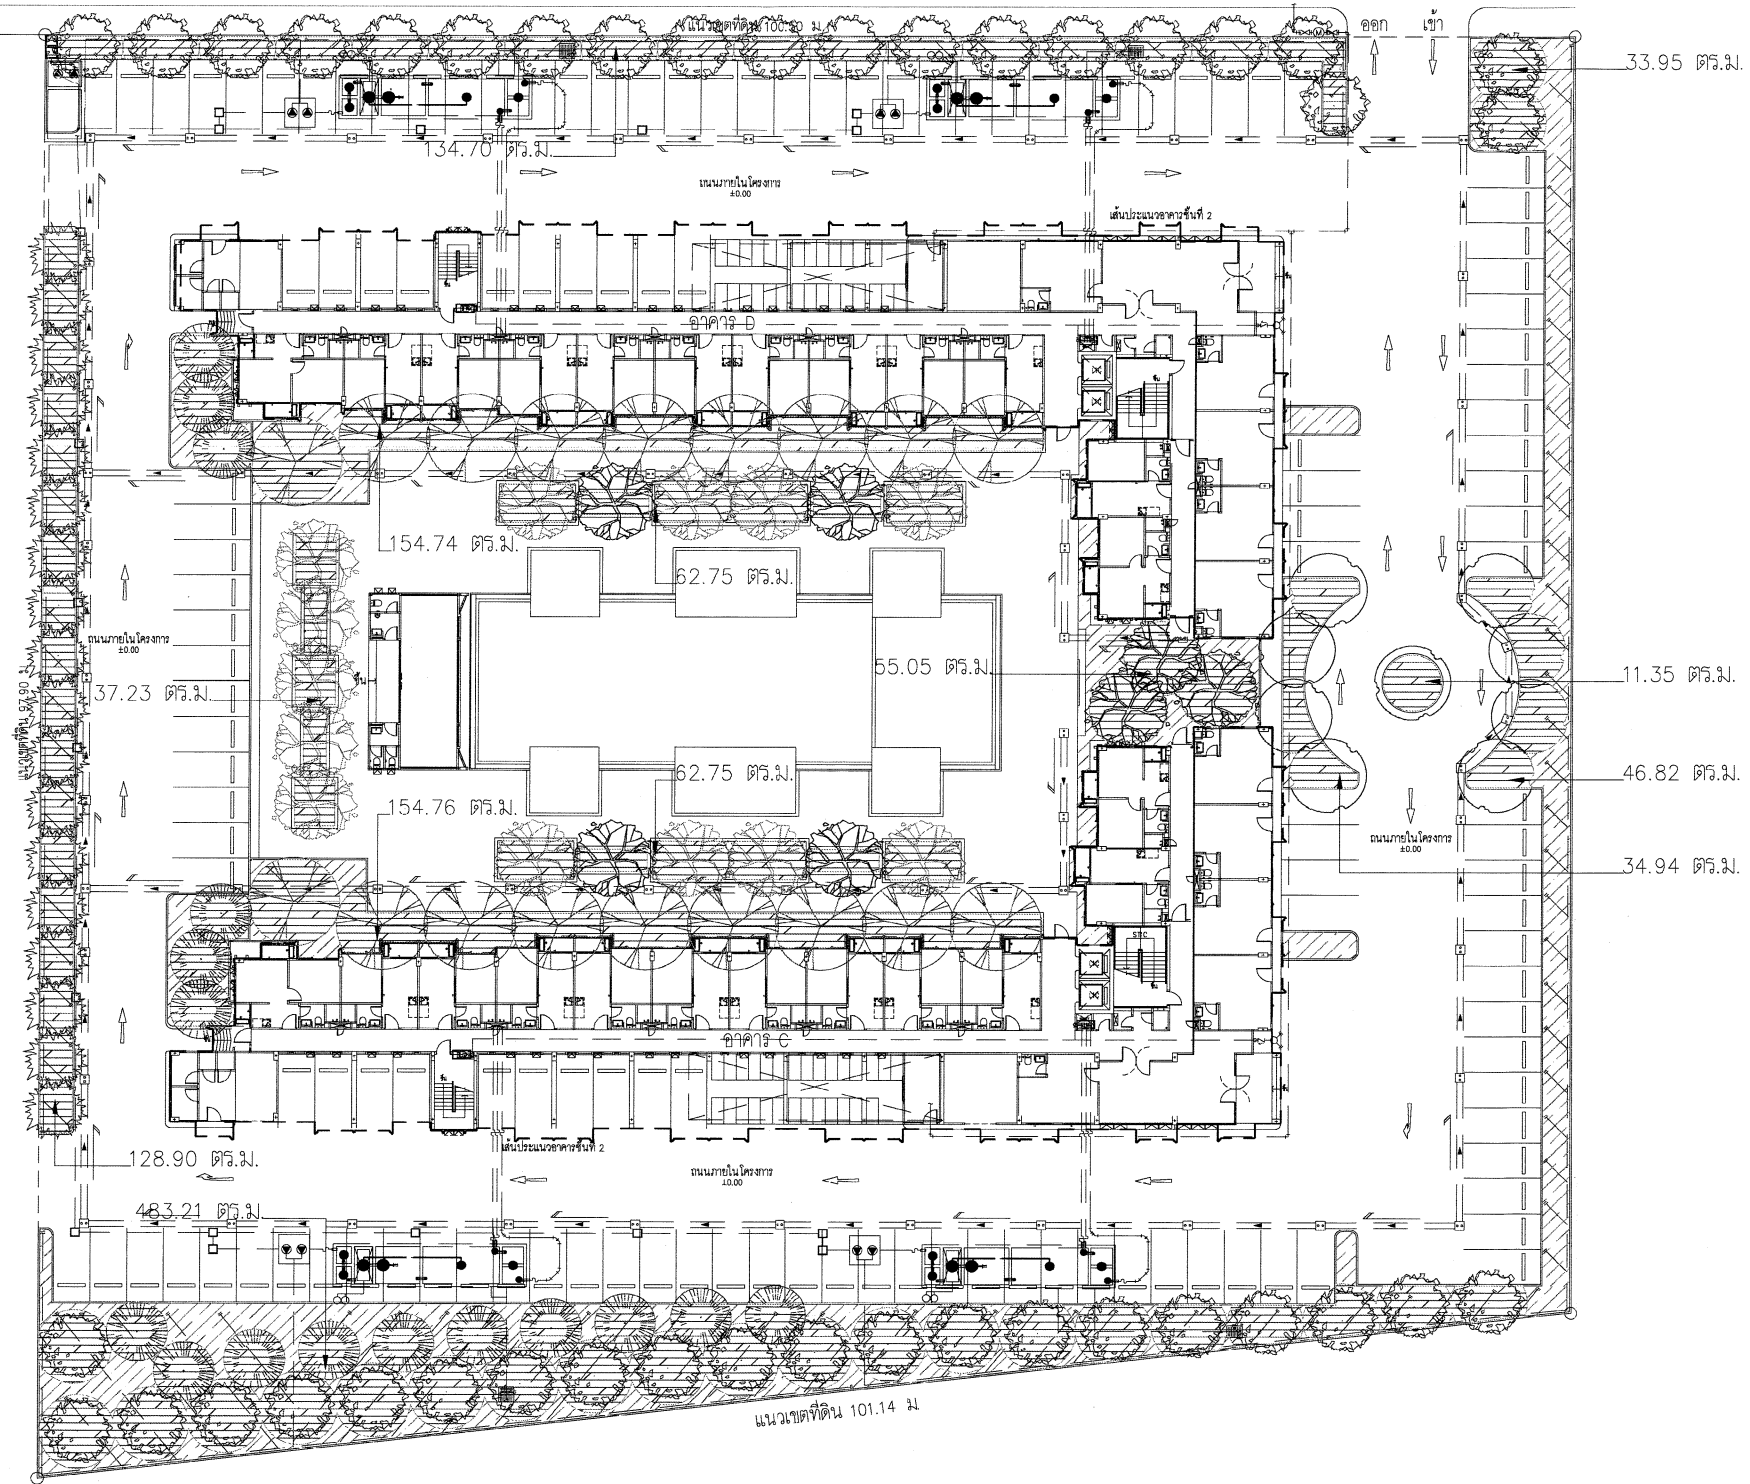 แนวเขตที่ดิน 100.20 ม
ออก
เข้า
33.95 ตร.ม.
134.70 ตร.ม.
ถนนภายในโครงการ
±0.00
เส้นประแนวอาคารชั้นที่ 2
อาคาร D
154.74 ตร.ม.
62.75 ตร.ม.
ถนนภายในโครงการ
±0.00
55.05 ตร.ม.
11.35 ตร.ม.
37.23 ตร.ม.
ขึ้น
แนวเขตที่ดิน 97.90 ม
62.75 ตร.ม.
46.82 ตร.ม.
154.76 ตร.ม.
ถนนภายในโครงการ
±0.00
34.94 ตร.ม.
อาคาร C
เส้นประแนวอาคารชั้นที่ 2
128.90 ตร.ม.
ถนนภายในโครงการ
±0.00
483.21 ตร.ม.
แนวเขตที่ดิน 101.14 ม